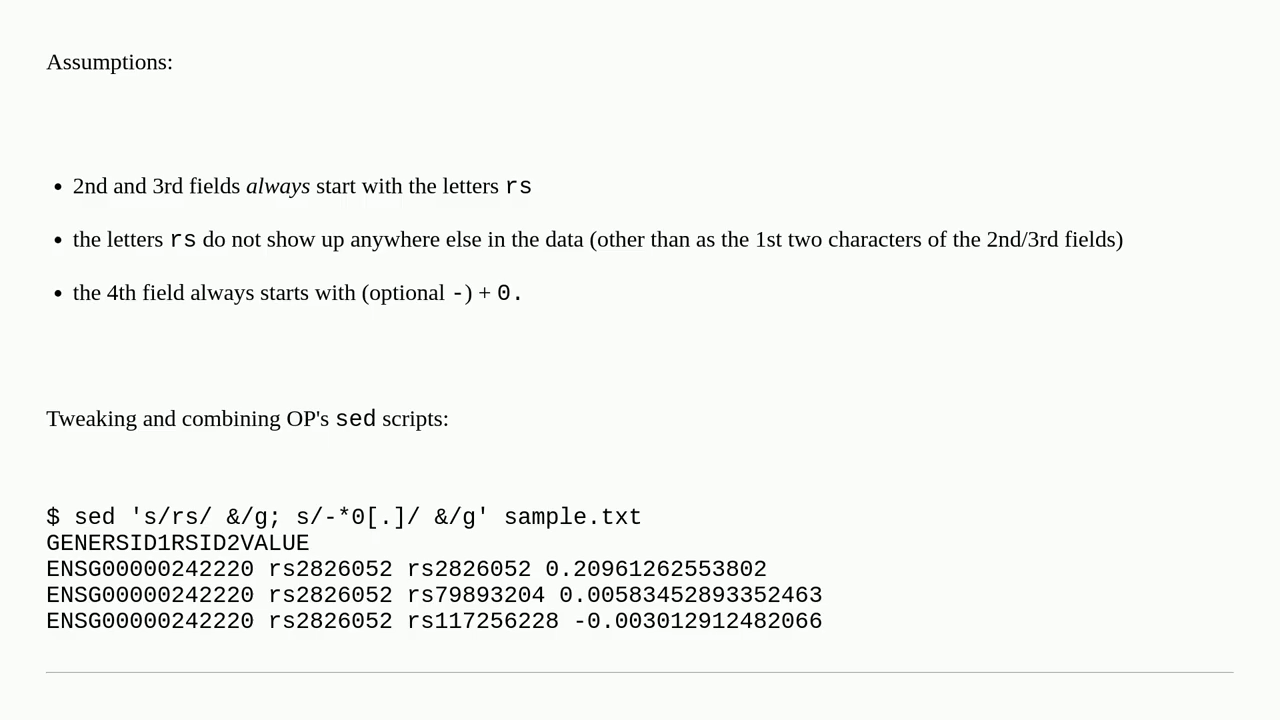 Assumptions:
• 2nd and 3rd fields always start with the letters rs
• the letters rs do not show up anywhere else in the data (other than as the 1st two characters of the 2nd/3rd fields)
• the 4th field always starts with (optional -) + 0.
Tweaking and combining OP's sed scripts:
$ sed 's/rs/ &/g; s/-*0[.]/ &/g' sample.txt
GENERSID1RSID2VALUE
ENSG00000242220 rs2826052 rs2826052 0.20961262553802
ENSG00000242220 rs2826052 rs79893204 0.00583452893352463
ENSG00000242220 rs2826052 rs117256228 -0.003012912482066